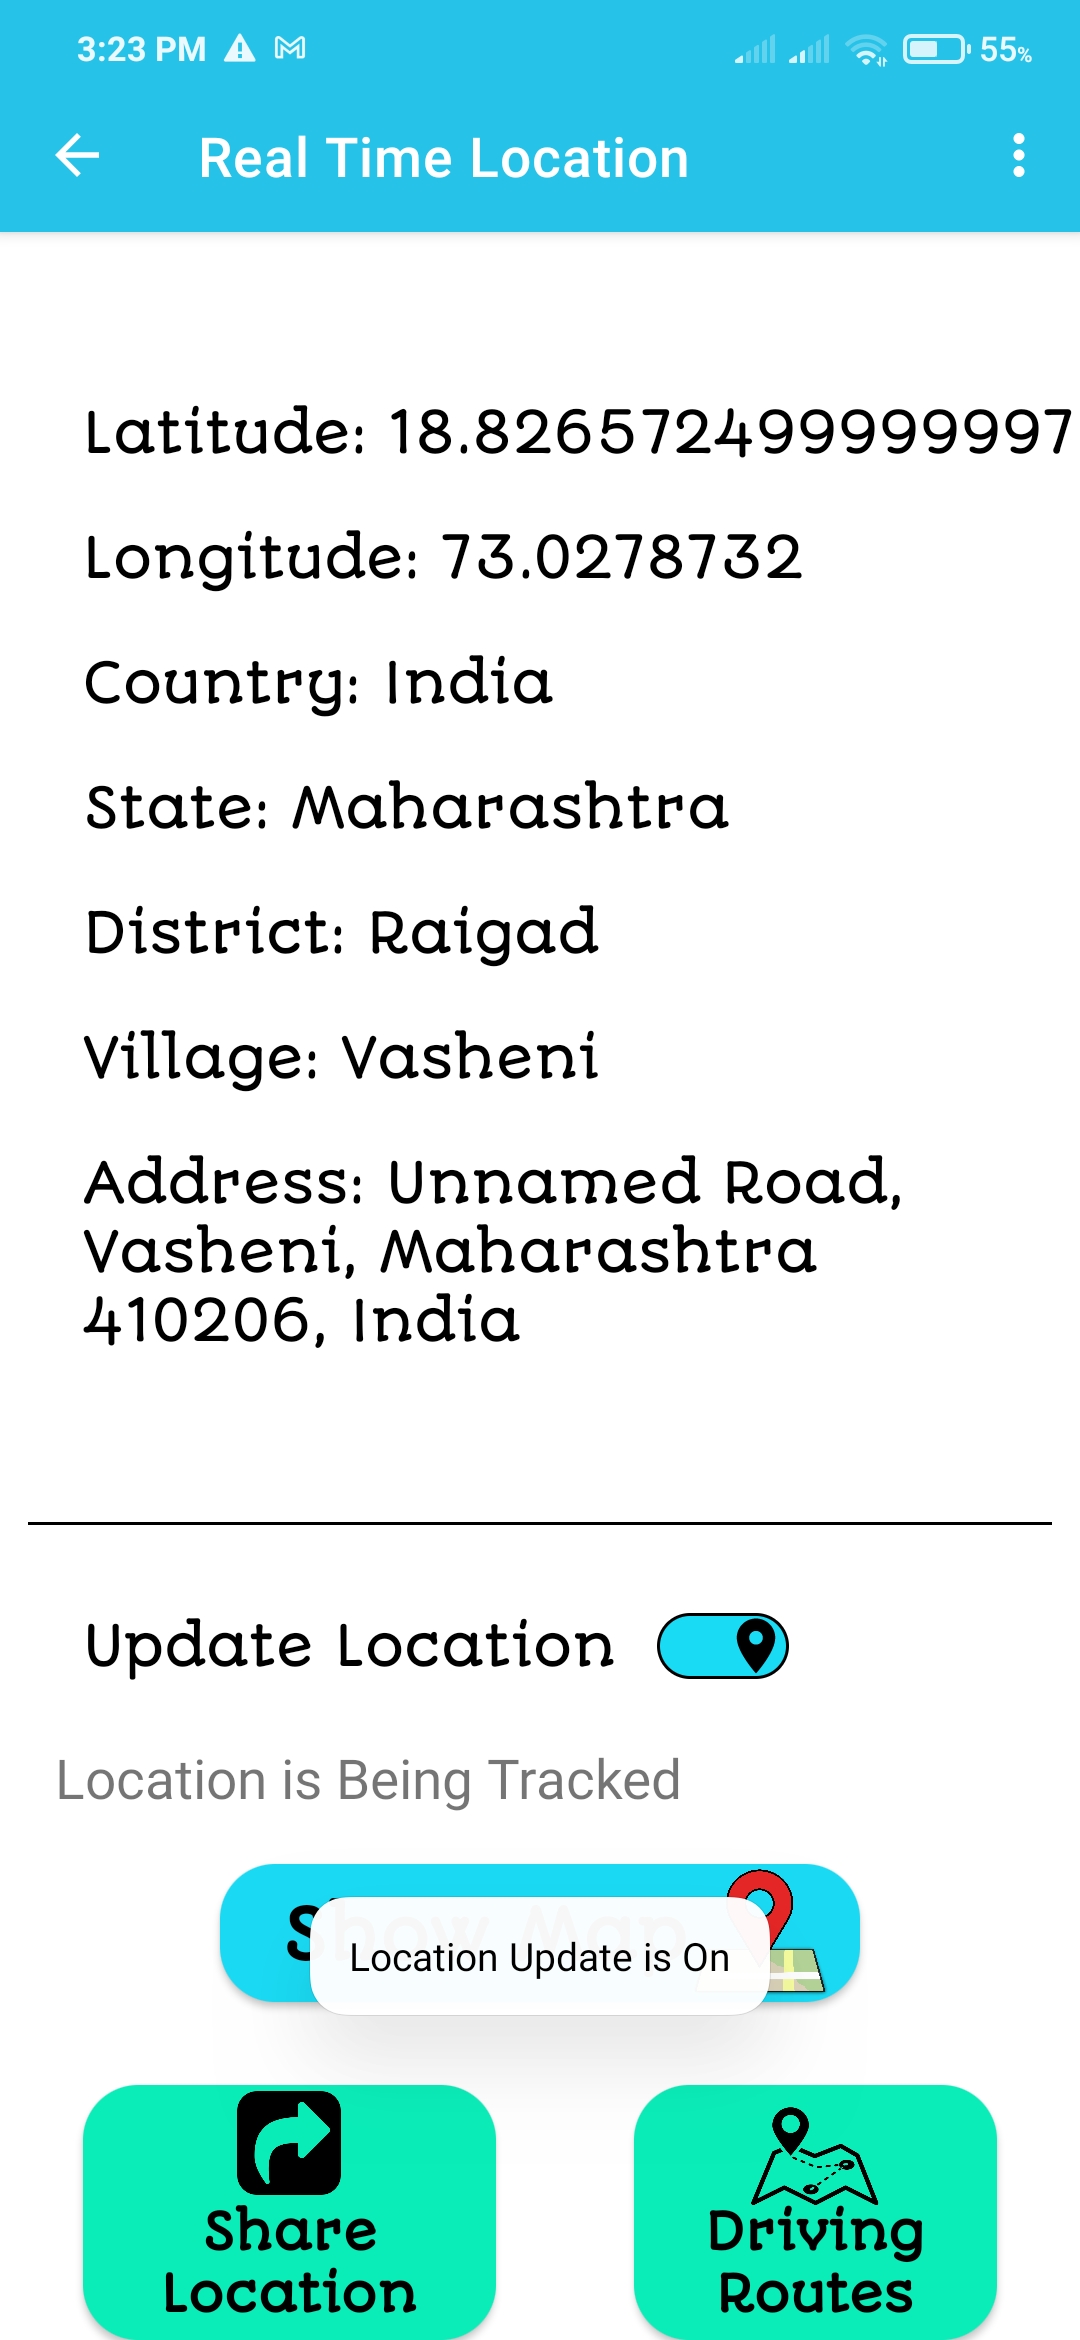 3:23 PM
55%
Real Time Location
Latitude: 18.826572499999997
Longitude: 73.0278732
Country: India
State: Maharashtra
District: Raigad
Village: Vasheni
Address: Unnamed Road,
Vasheni, Maharashtra
410206, India
Update Location
Location is Being Tracked
Show Map
Location Update is On
Share
Location
Driving
Routes